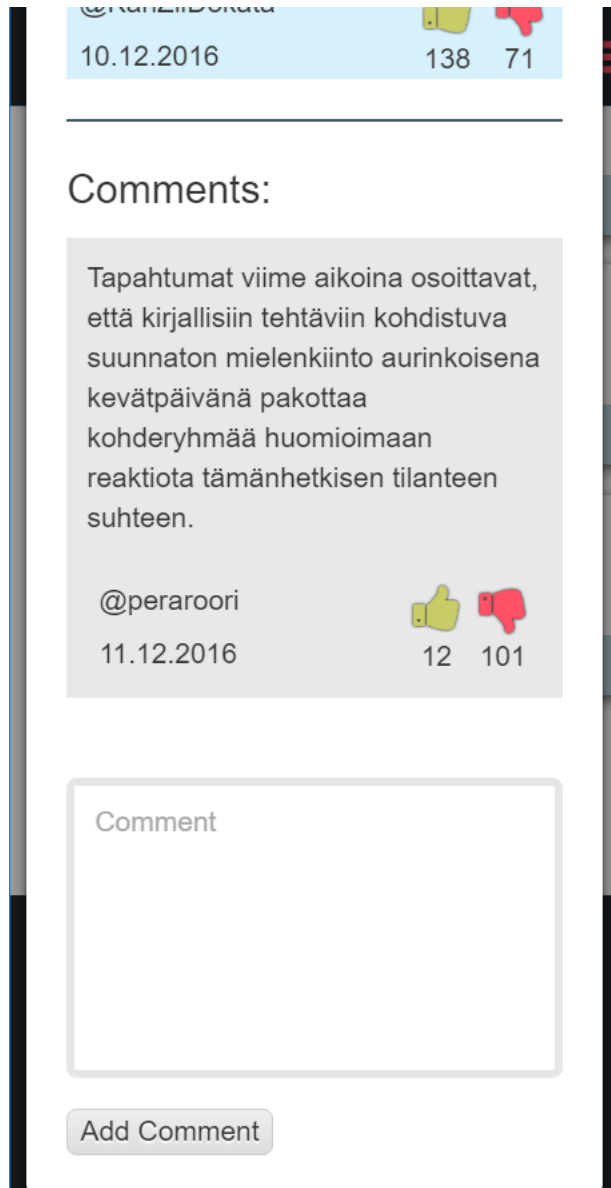 10.12.2016
138 71
Comments:
Tapahtumat viime aikoina osoittavat,
että kirjallisiin tehtäviin kohdistuva
suunnaton mielenkiinto aurinkoisena
kevätpäivänä pakottaa
kohderyhmää huomioimaan
reaktiota tämänhetkisen tilanteen
suhteen.
@peraroori
11.12.2016
12 101
Comment
Add Comment